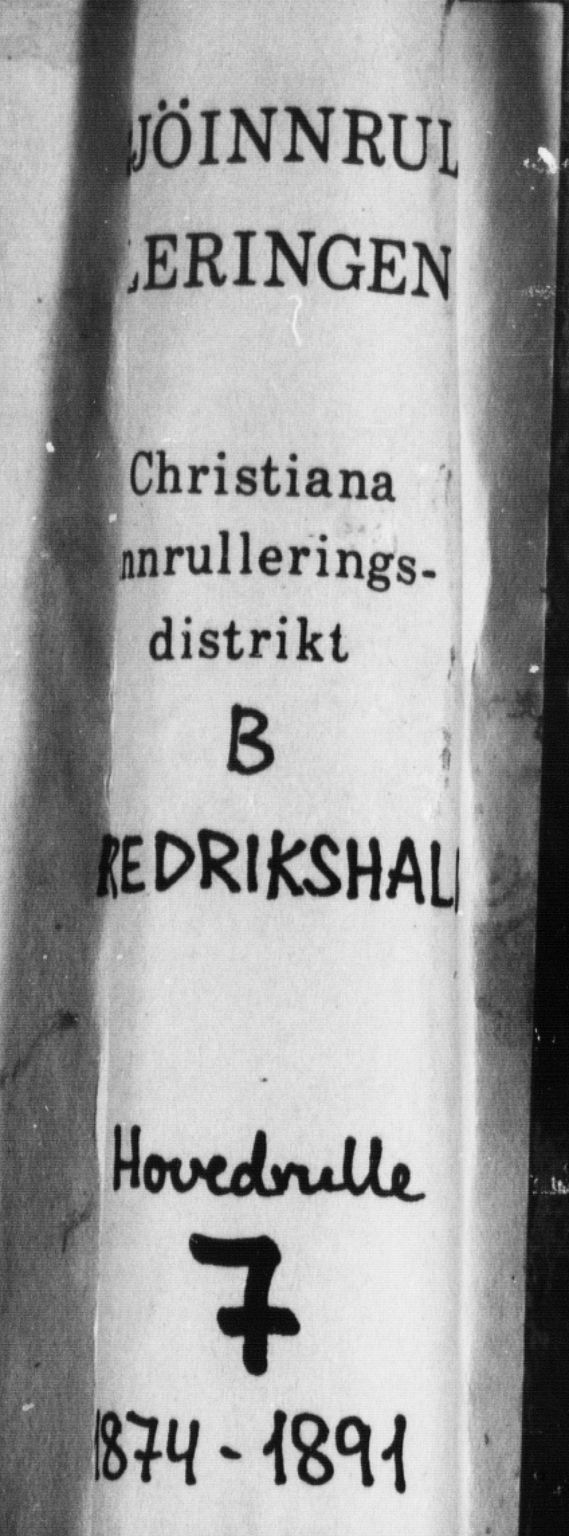 JÖINNRUL
LERINGEN
Christiana
nnrullerings-
distrikt
B
REDRIKSHAL
Hovedrulle
7
1874-1891